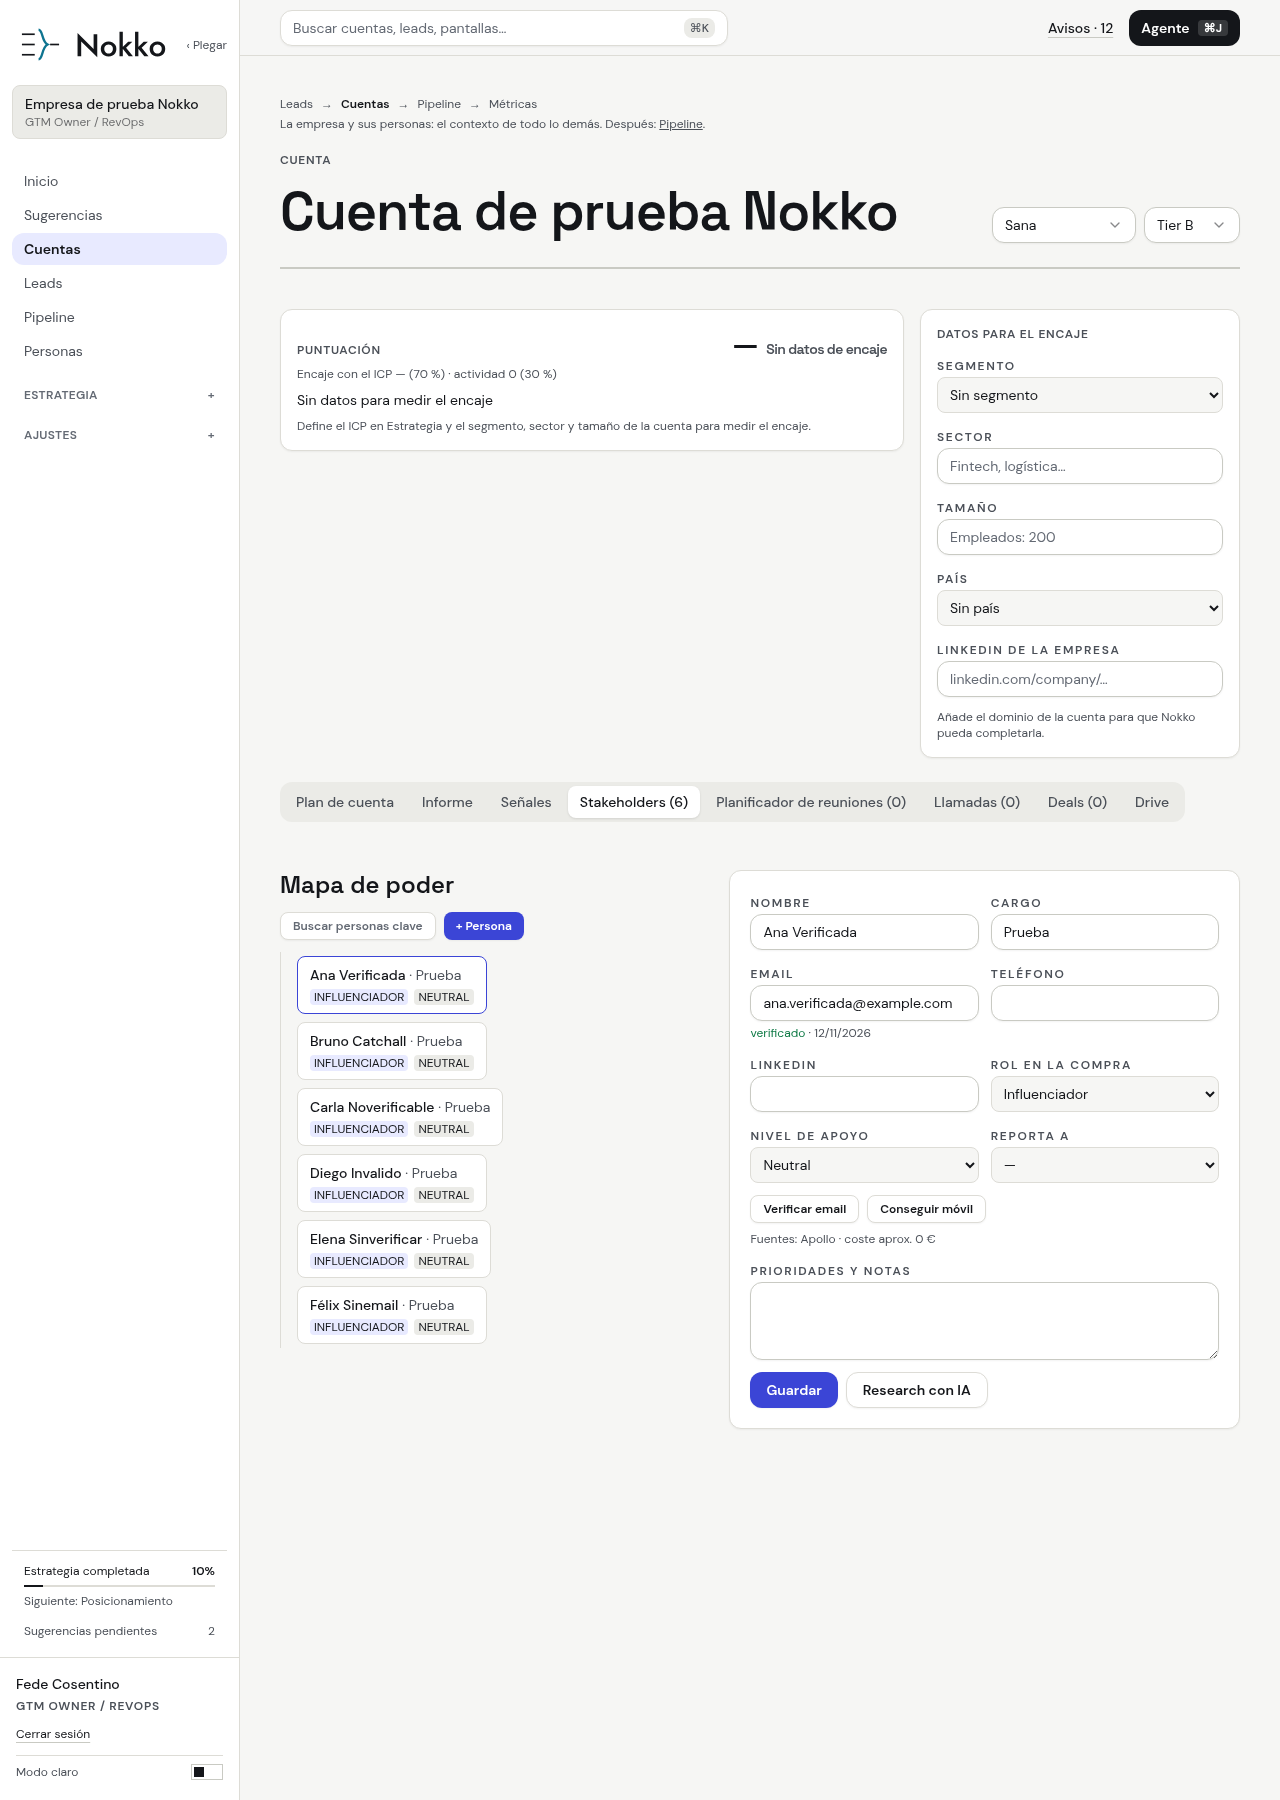 Nokko
‹ Plegar
Empresa de prueba Nokko
GTM Owner / RevOps
Inicio
Sugerencias
Cuentas
Leads
Pipeline
Personas
ESTRATEGIA +
AJUSTES +
Estrategia completada 10%
Siguiente: Posicionamiento
Sugerencias pendientes 2
Fede Cosentino
GTM OWNER / REVOPS
Cerrar sesión
Modo claro
Buscar cuentas, leads, pantallas... ⌘K
Avisos · 12
Agente ⌘J
Leads → Cuentas → Pipeline → Métricas
La empresa y sus personas: el contexto de todo lo demás. Después: Pipeline.
CUENTA
Cuenta de prueba Nokko
Sana
Tier B
PUNTUACIÓN
— Sin datos de encaje
Encaje con el ICP — (70 %) · actividad 0 (30 %)
Sin datos para medir el encaje
Define el ICP en Estrategia y el segmento, sector y tamaño de la cuenta para medir el encaje.
DATOS PARA EL ENCAJE
SEGMENTO
Sin segmento
SECTOR
Fintech, logística...
TAMAÑO
Empleados: 200
PAÍS
Sin país
LINKEDIN DE LA EMPRESA
linkedin.com/company/...
Añade el dominio de la cuenta para que Nokko
pueda completarla.
Plan de cuenta
Informe
Señales
Stakeholders (6)
Planificador de reuniones (0)
Llamadas (0)
Deals (0)
Drive
Mapa de poder
Buscar personas clave
+ Persona
Ana Verificada · Prueba
INFLUENCIADOR NEUTRAL
Bruno Catchall · Prueba
INFLUENCIADOR NEUTRAL
Carla Noverificable · Prueba
INFLUENCIADOR NEUTRAL
Diego Invalido · Prueba
INFLUENCIADOR NEUTRAL
Elena Sinverificar · Prueba
INFLUENCIADOR NEUTRAL
Félix Sinemail · Prueba
INFLUENCIADOR NEUTRAL
NOMBRE
Ana Verificada
CARGO
Prueba
EMAIL
ana.verificada@example.com
verificado · 12/11/2026
TELÉFONO
LINKEDIN
ROL EN LA COMPRA
Influenciador
NIVEL DE APOYO
Neutral
REPORTA A
—
Verificar email
Conseguir móvil
Fuentes: Apollo · coste aprox. 0 €
PRIORIDADES Y NOTAS
Guardar
Research con IA